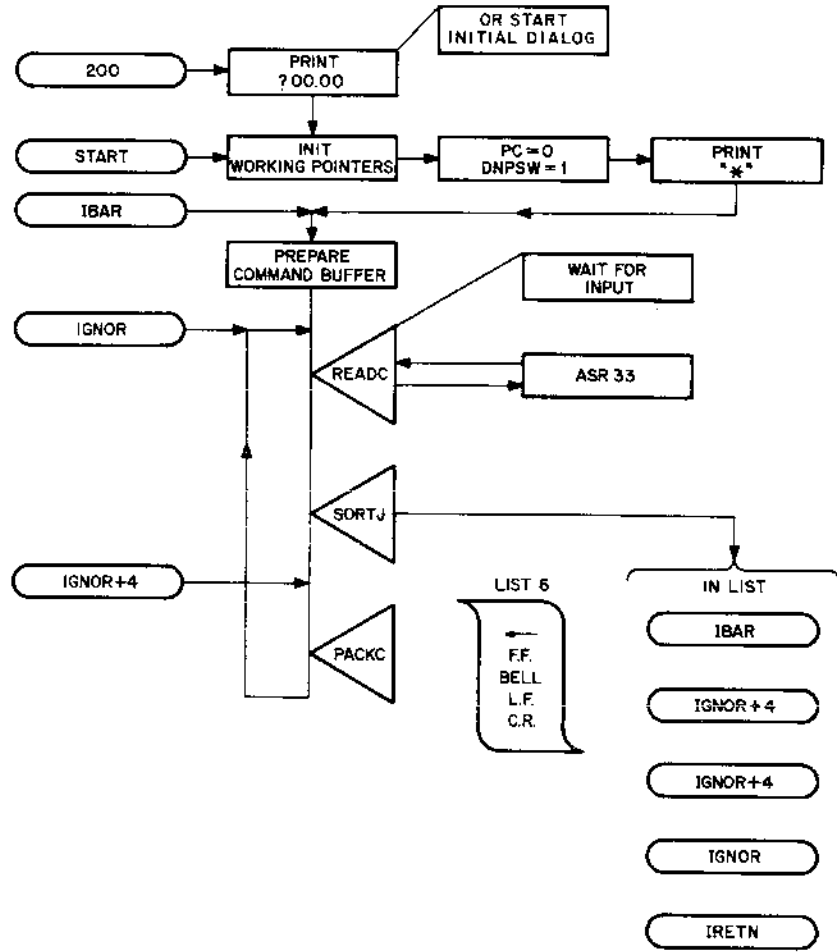 OR START
INITIAL DIALOG
200
PRINT
?00.00
START
INIT
WORKING POINTERS
PC=0
DNPSW=1
PRINT
"*"
IBAR
PREPARE
COMMAND BUFFER
WAIT FOR
INPUT
IGNOR
READC
ASR 33
SORTJ
IGNOR+4
LIST 6
IN LIST
IBAR
PACKC
←
F.F.
BELL
L.F.
C.R.
IGNOR+4
IGNOR+4
IGNOR
IRETN